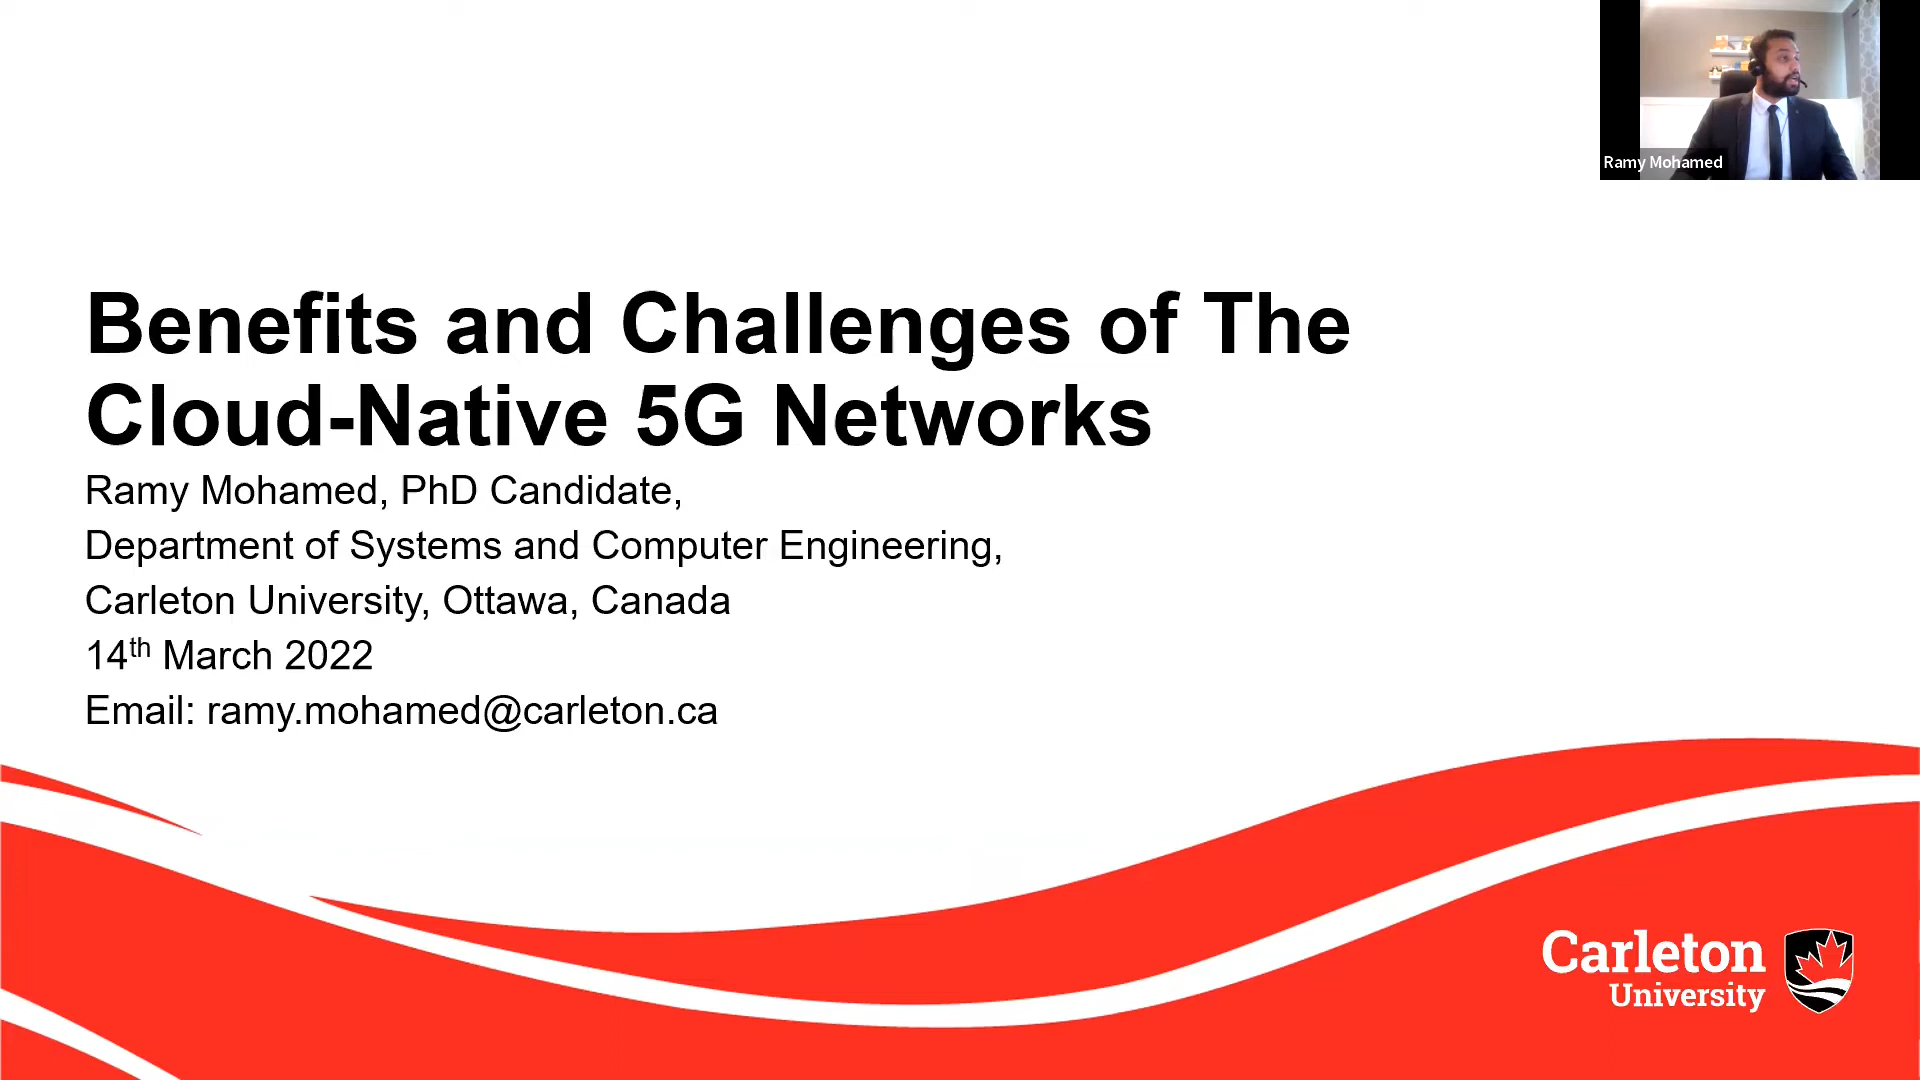 Ramy Mohamed
Benefits and Challenges of The
Cloud-Native 5G Networks
Ramy Mohamed, PhD Candidate,
Department of Systems and Computer Engineering,
Carleton University, Ottawa, Canada
14th March 2022
Email: ramy.mohamed@carleton.ca
Carleton
University